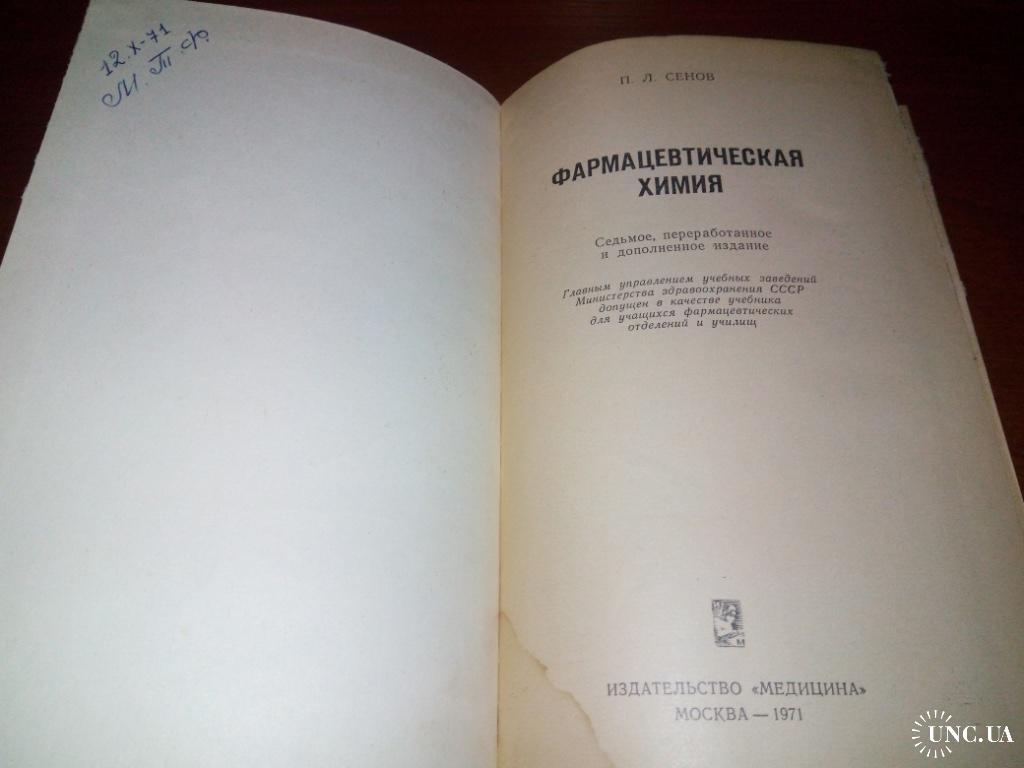 12.X-71
М.Т.Ф.
П. Л. СЕНОВ
ФАРМАЦЕВТИЧЕСКАЯ
ХИМИЯ
Седьмое, переработанное
и дополненное издание
Главным управлением учебных заведений
Министерства здравоохранения СССР
допущен в качестве учебника
для учащихся фармацевтических
отделений и училищ
ИЗДАТЕЛЬСТВО «МЕДИЦИНА»
МОСКВА — 1971
UNC.UA